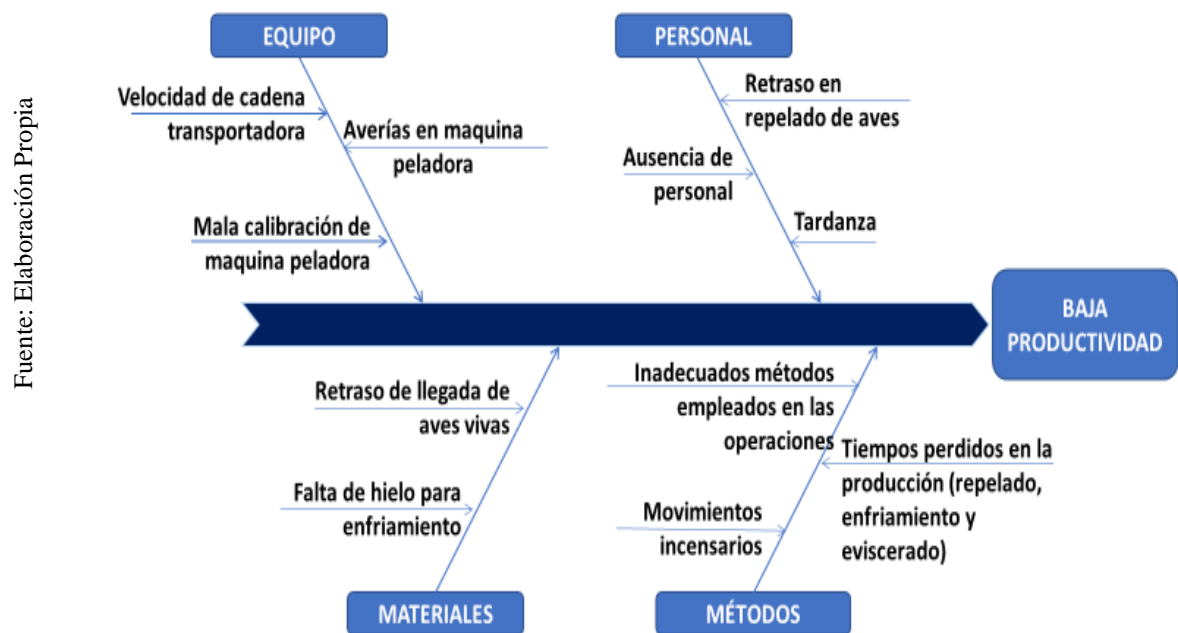 EQUIPO
PERSONAL
Velocidad de cadena
transportadora
Averías en maquina
peladora
Mala calibración de
maquina peladora
Retraso en
repelado de aves
Ausencia de
personal
Tardanza
Fuente: Elaboración Propia
BAJA
PRODUCTIVIDAD
Retraso de llegada de
aves vivas
Falta de hielo para
enfriamiento
Inadecuados métodos
empleados en las
operaciones
Tiempos perdidos en la
producción (repelado,
enfriamiento y
eviscerado)
Movimientos
incensarios
MATERIALES
MÉTODOS